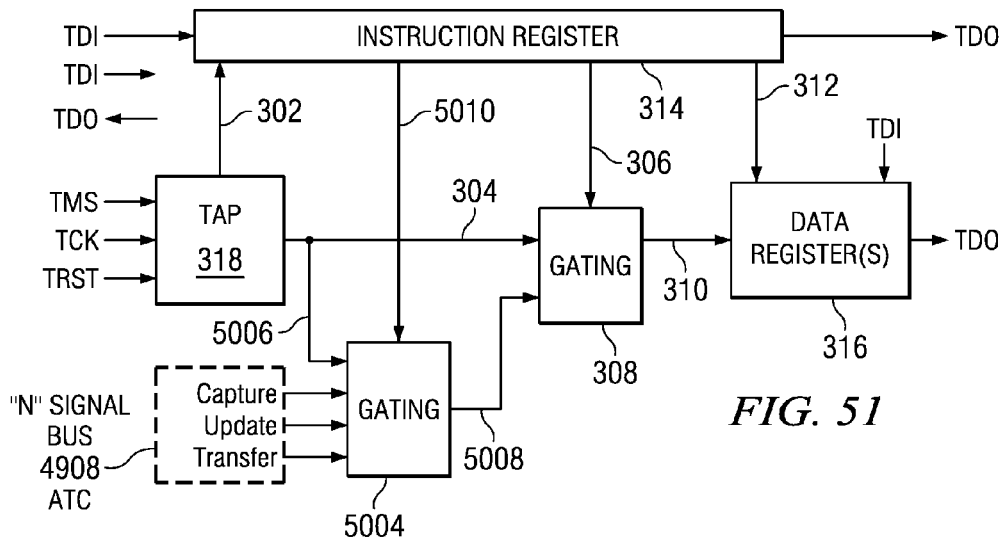 TDI
INSTRUCTION REGISTER
TDO
TDI
TDO
302
5010
306
314
312
TDI
TMS
TCK
TRST
TAP
318
304
GATING
310
DATA
REGISTER(S)
TDO
5006
308
316
"N" SIGNAL
BUS
4908
ATC
Capture
Update
Transfer
GATING
5008
5004
FIG. 51